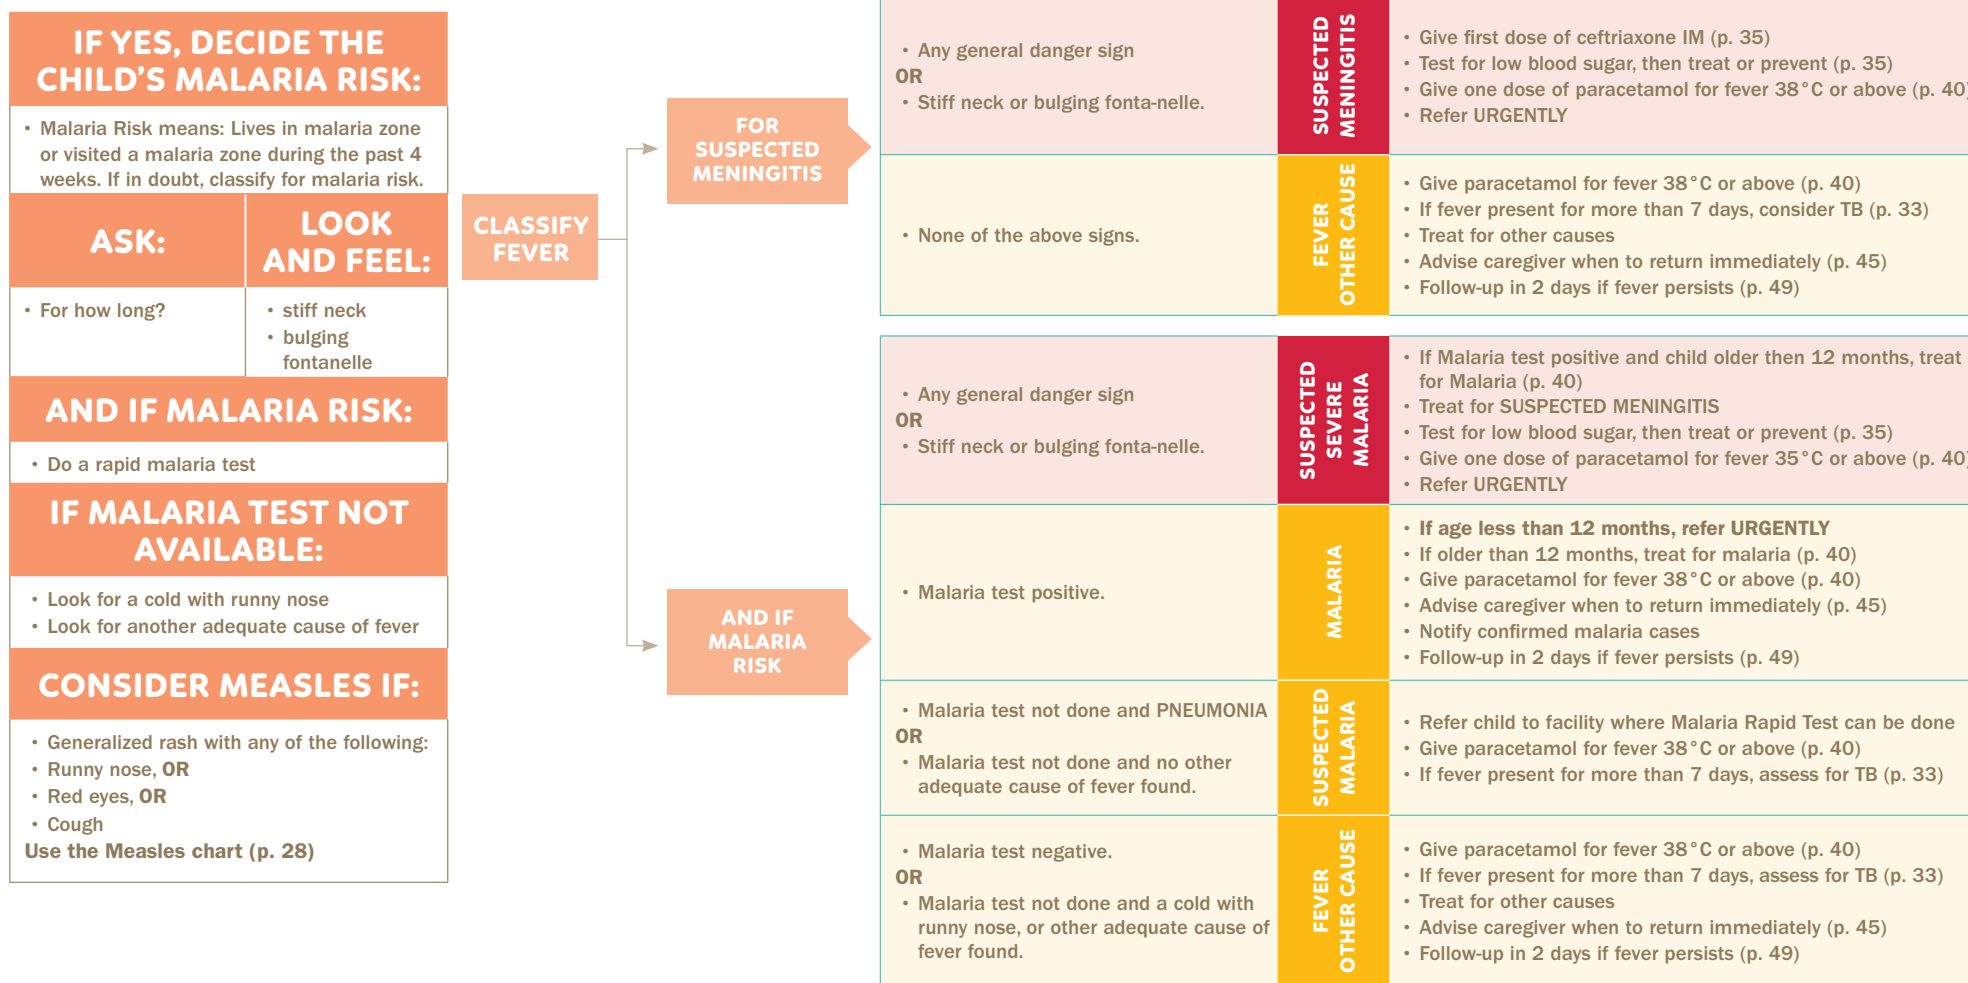 IF YES, DECIDE THE
CHILD'S MALARIA RISK:
• Malaria Risk means: Lives in malaria zone
or visited a malaria zone during the past 4
weeks. If in doubt, classify for malaria risk.
ASK:
• For how long?
LOOK
AND FEEL:
• stiff neck
• bulging
fontanelle
AND IF MALARIA RISK:
• Do a rapid malaria test
IF MALARIA TEST NOT
AVAILABLE:
• Look for a cold with runny nose
• Look for another adequate cause of fever
CONSIDER MEASLES IF:
• Generalized rash with any of the following:
• Runny nose, OR
• Red eyes, OR
• Cough
Use the Measles chart (p. 28)
CLASSIFY
FEVER
FOR
SUSPECTED
MENINGITIS
• Any general danger sign
OR
• Stiff neck or bulging fonta-nelle.
SUSPECTED
MENINGITIS
• Give first dose of ceftriaxone IM (p. 35)
• Test for low blood sugar, then treat or prevent (p. 35)
• Give one dose of paracetamol for fever 38°C or above (p. 40)
• Refer URGENTLY
• None of the above signs.
FEVER
OTHER CAUSE
• Give paracetamol for fever 38°C or above (p. 40)
• If fever present for more than 7 days, consider TB (p. 33)
• Treat for other causes
• Advise caregiver when to return immediately (p. 45)
• Follow-up in 2 days if fever persists (p. 49)
AND IF
MALARIA
RISK
• Any general danger sign
OR
• Stiff neck or bulging fonta-nelle.
SUSPECTED
SEVERE
MALARIA
• If Malaria test positive and child older then 12 months, treat
for Malaria (p. 40)
• Treat for SUSPECTED MENINGITIS
• Test for low blood sugar, then treat or prevent (p. 35)
• Give one dose of paracetamol for fever 35°C or above (p. 40)
• Refer URGENTLY
• Malaria test positive.
MALARIA
• If age less than 12 months, refer URGENTLY
• If older than 12 months, treat for malaria (p. 40)
• Give paracetamol for fever 38°C or above (p. 40)
• Advise caregiver when to return immediately (p. 45)
• Notify confirmed malaria cases
• Follow-up in 2 days if fever persists (p. 49)
• Malaria test not done and PNEUMONIA
OR
• Malaria test not done and no other
adequate cause of fever found.
SUSPECTED
MALARIA
• Refer child to facility where Malaria Rapid Test can be done
• Give paracetamol for fever 38°C or above (p. 40)
• If fever present for more than 7 days, assess for TB (p. 33)
• Malaria test negative.
OR
• Malaria test not done and a cold with
runny nose, or other adequate cause of
fever found.
FEVER
OTHER CAUSE
• Give paracetamol for fever 38°C or above (p. 40)
• If fever present for more than 7 days, assess for TB (p. 33)
• Treat for other causes
• Advise caregiver when to return immediately (p. 45)
• Follow-up in 2 days if fever persists (p. 49)